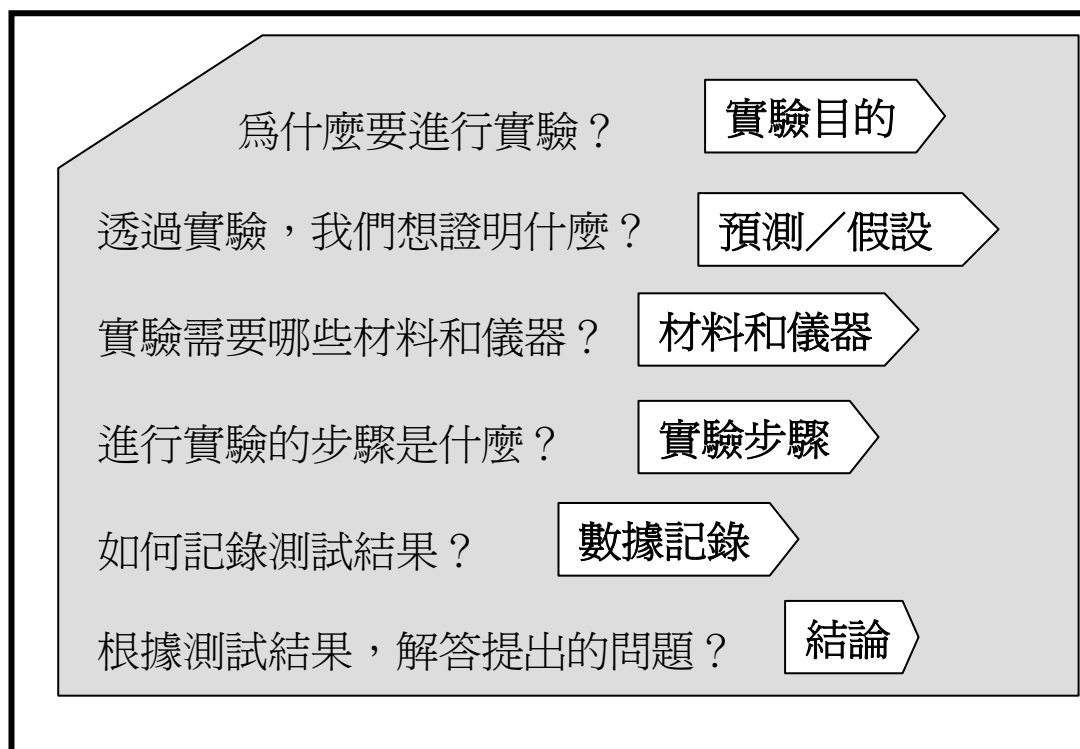 爲什麼要進行實驗？ 實驗目的
透過實驗，我們想證明什麼？ 預測／假設
實驗需要哪些材料和儀器？ 材料和儀器
進行實驗的步驟是什麼？ 實驗步驟
如何記錄測試結果？ 數據記錄
根據測試結果，解答提出的問題？ 結論